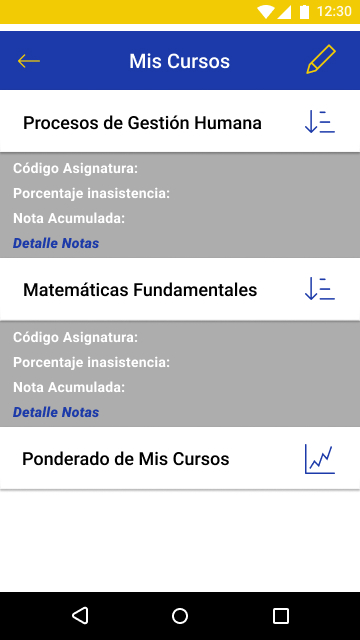 12:30
Mis Cursos
Procesos de Gestión Humana
Código Asignatura:
Porcentaje inasistencia:
Nota Acumulada:
Detalle Notas
Matemáticas Fundamentales
Código Asignatura:
Porcentaje inasistencia:
Nota Acumulada:
Detalle Notas
Ponderado de Mis Cursos